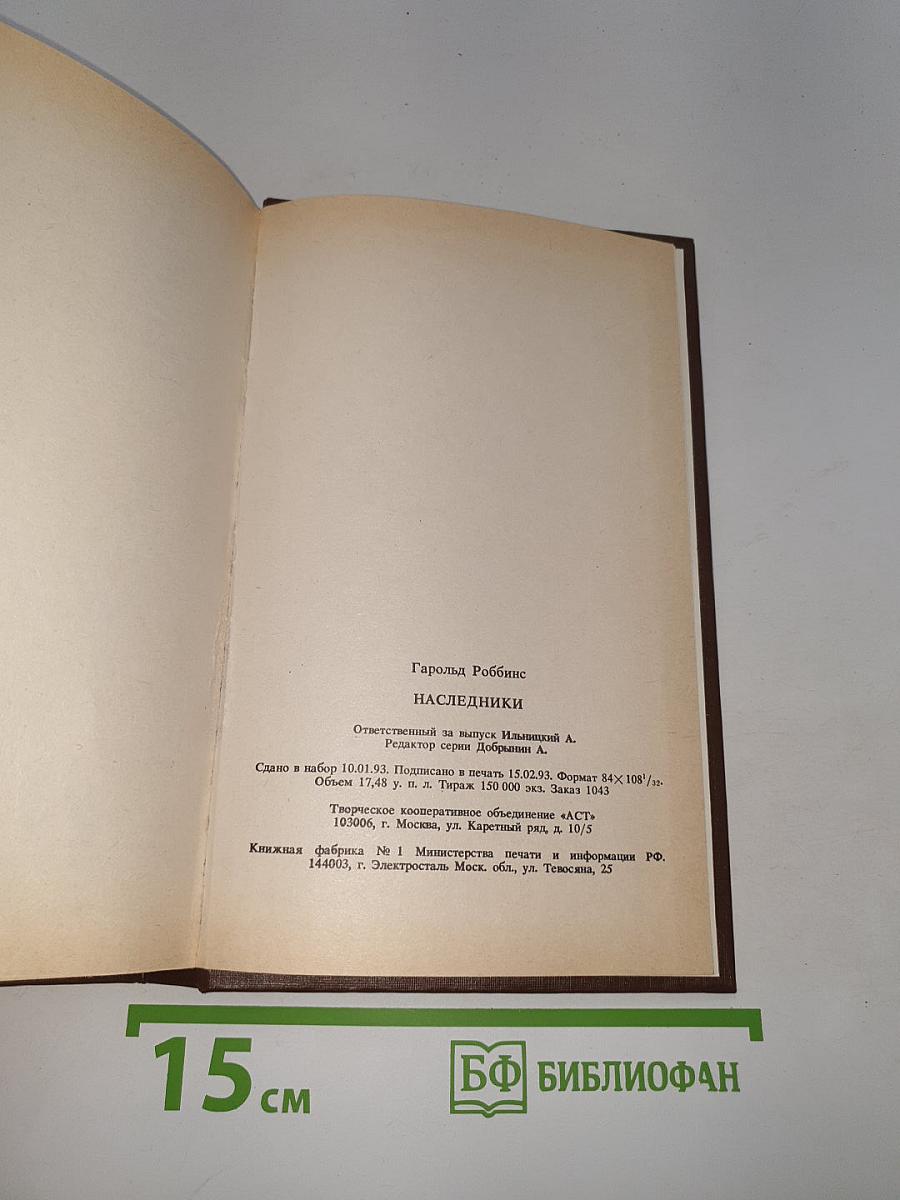 Гарольд Роббинс
НАСЛЕДНИКИ
Ответственный за выпуск Ильницкий А.
Редактор серии Добрынин А.
Сдано в набор 10.01.93. Подписано в печать 15.02.93. Формат 84×108¹/₃₂.
Объем 17,48 у. п. л. Тираж 150 000 экз. Заказ 1043
Творческое кооперативное объединение «АСТ»
103006, г. Москва, ул. Каретный ряд, д. 10/5
Книжная фабрика №1 Министерства печати и информации РФ.
144003, г. Электросталь Моск. обл., ул. Тевосяна, 25
15 см
БФ БИБЛИОФАН